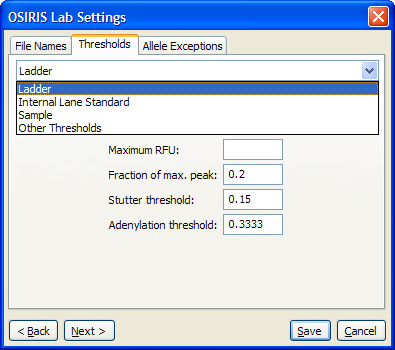 OSIRIS Lab Settings
File Names Thresholds Allele Exceptions
Ladder
Ladder
Internal Lane Standard
Sample
Other Thresholds
Maximum RFU:
Fraction of max. peak: 0.2
Stutter threshold: 0.15
Adenylation threshold: 0.3333
< Back Next > Save Cancel